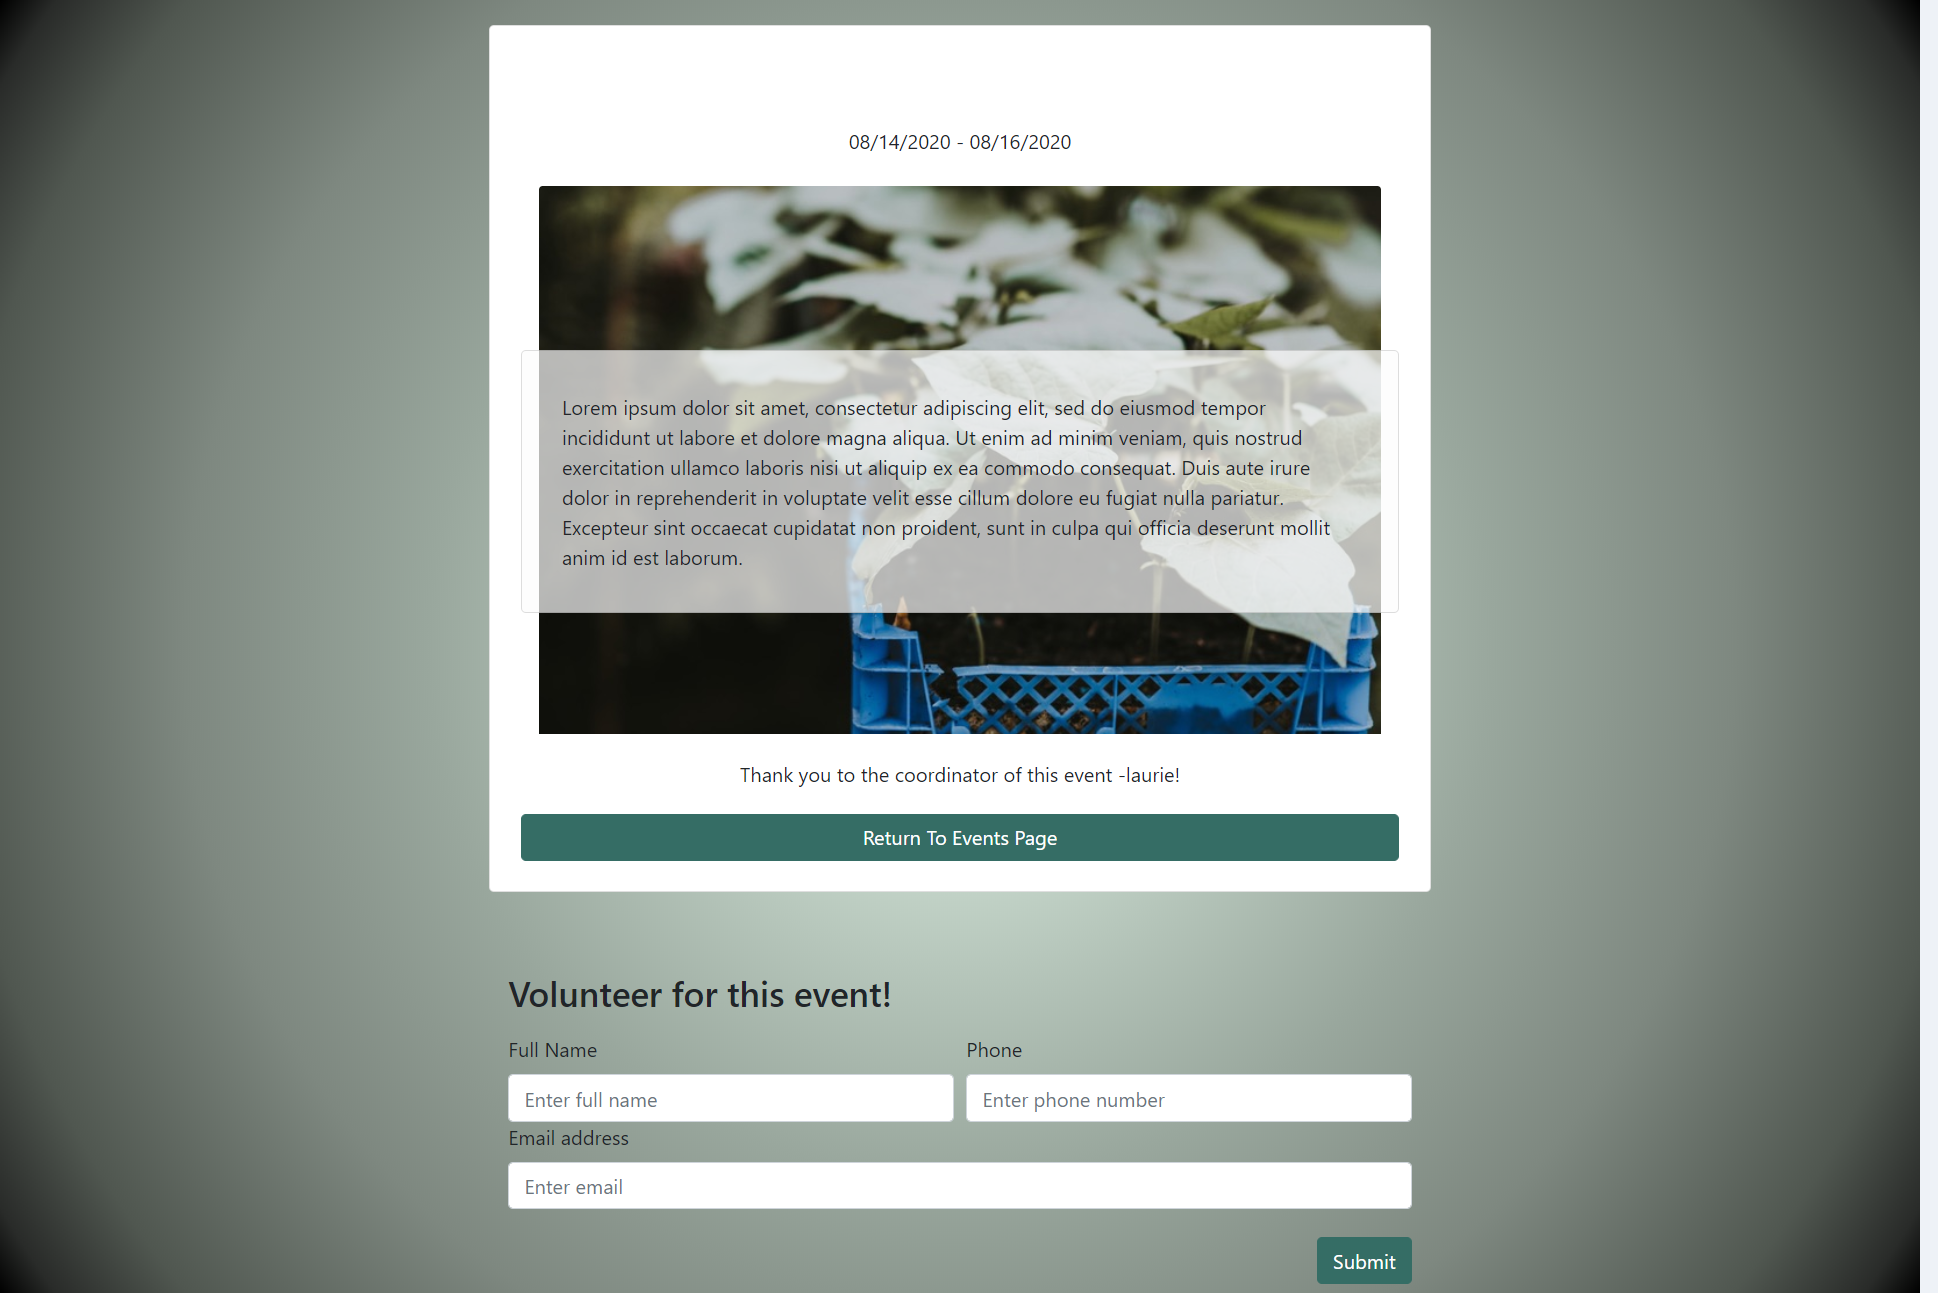 08/14/2020 - 08/16/2020
Lorem ipsum dolor sit amet, consectetur adipiscing elit, sed do eiusmod tempor
incididunt ut labore et dolore magna aliqua. Ut enim ad minim veniam, quis nostrud
exercitation ullamco laboris nisi ut aliquip ex ea commodo consequat. Duis aute irure
dolor in reprehenderit in voluptate velit esse cillum dolore eu fugiat nulla pariatur.
Excepteur sint occaecat cupidatat non proident, sunt in culpa qui officia deserunt mollit
anim id est laborum.
Thank you to the coordinator of this event -laurie!
Return To Events Page
Volunteer for this event!
Full Name
Phone
Enter full name
Enter phone number
Email address
Enter email
Submit